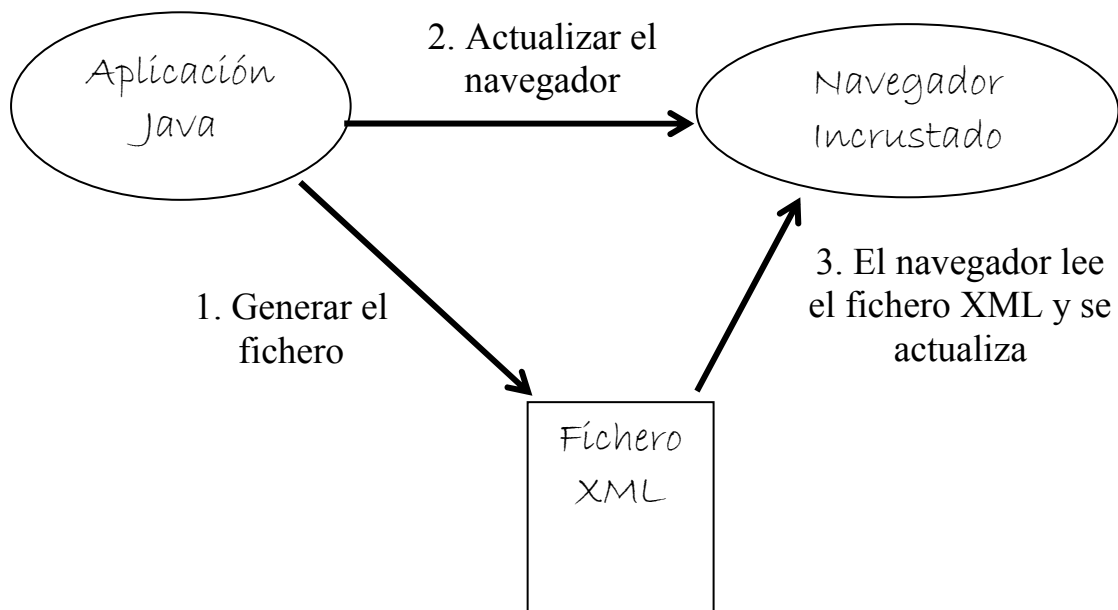 Aplicación
Java
2. Actualizar el
navegador
Navegador
Incrustado
1. Generar el
fichero
3. El navegador lee
el fichero XML y se
actualiza
Fichero
XML